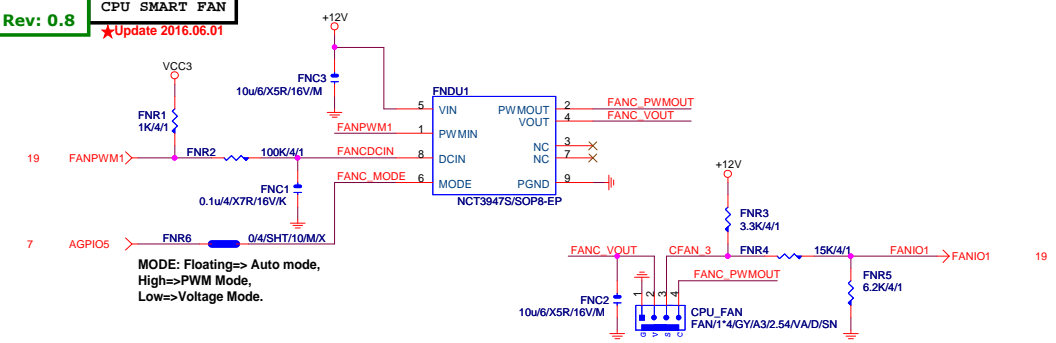 CPU SMART FAN
Rev: 0.8
★Update 2016.06.01
+12V
VCC3
FNC3
10u/6/X5R/16V/M
FNR1
1K/4/1
FNDU1
5 VIN
1 PWMIN
8 DCIN
6 MODE
PWMOUT 2
VOUT 4
NC 3
NC 7
PGND 9
NCT3947S/SOP8-EP
FANC_PWMOUT
FANC_VOUT
FANPWM1
19 FANPWM1
FNR2 100K/4/1
FANCDCIN
FANC_MODE
FNC1
0.1u/4/X7R/16V/K
7 AGPIO5
FNR6 0/4/SHT/10/M/X
MODE: Floating=> Auto mode,
High=>PWM Mode,
Low=>Voltage Mode.
+12V
FNR3
3.3K/4/1
FANC_VOUT
CFAN_3
FNR4 15K/4/1
FANIO1
FANIO1 19
FANC_PWMOUT
FNR5
6.2K/4/1
FNC2
10u/6/X5R/16V/M
1 2 3 4
G V S C
CPU_FAN
FAN/1*4/GY/A3/2.54/VA/D/SN